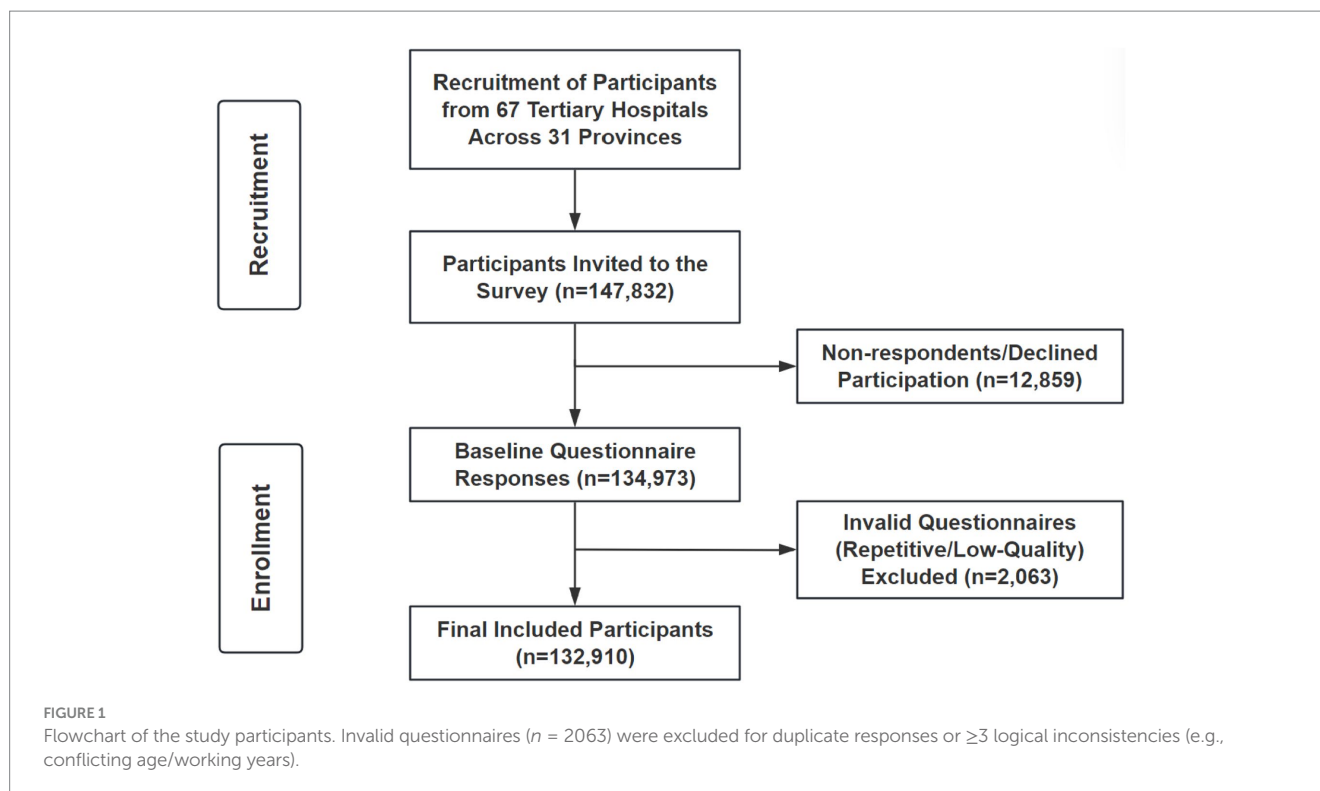 Recruitment
Recruitment of Participants
from 67 Tertiary Hospitals
Across 31 Provinces
Participants Invited to the
Survey (n=147,832)
Non-respondents/Declined
Participation (n=12,859)
Enrollment
Baseline Questionnaire
Responses (n=134,973)
Invalid Questionnaires
(Repetitive/Low-Quality)
Excluded (n=2,063)
Final Included Participants
(n=132,910)
FIGURE 1
Flowchart of the study participants. Invalid questionnaires (n = 2063) were excluded for duplicate responses or ≥3 logical inconsistencies (e.g.,
conflicting age/working years).